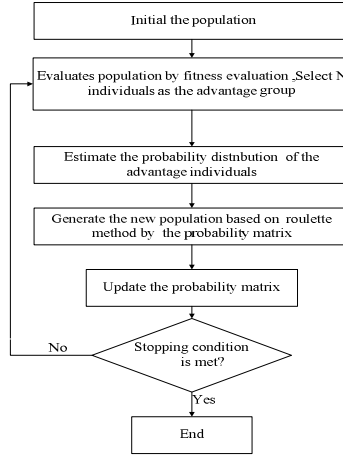 Initial the population
Evaluates population by fitness evaluation ,Select N
individuals as the advantage group
Estimate the probability distnbution of the
advantage individuals
Generate the new population based on roulette
method by the probability matrix
Update the probability matrix
Stopping condition
is met?
No
Yes
End